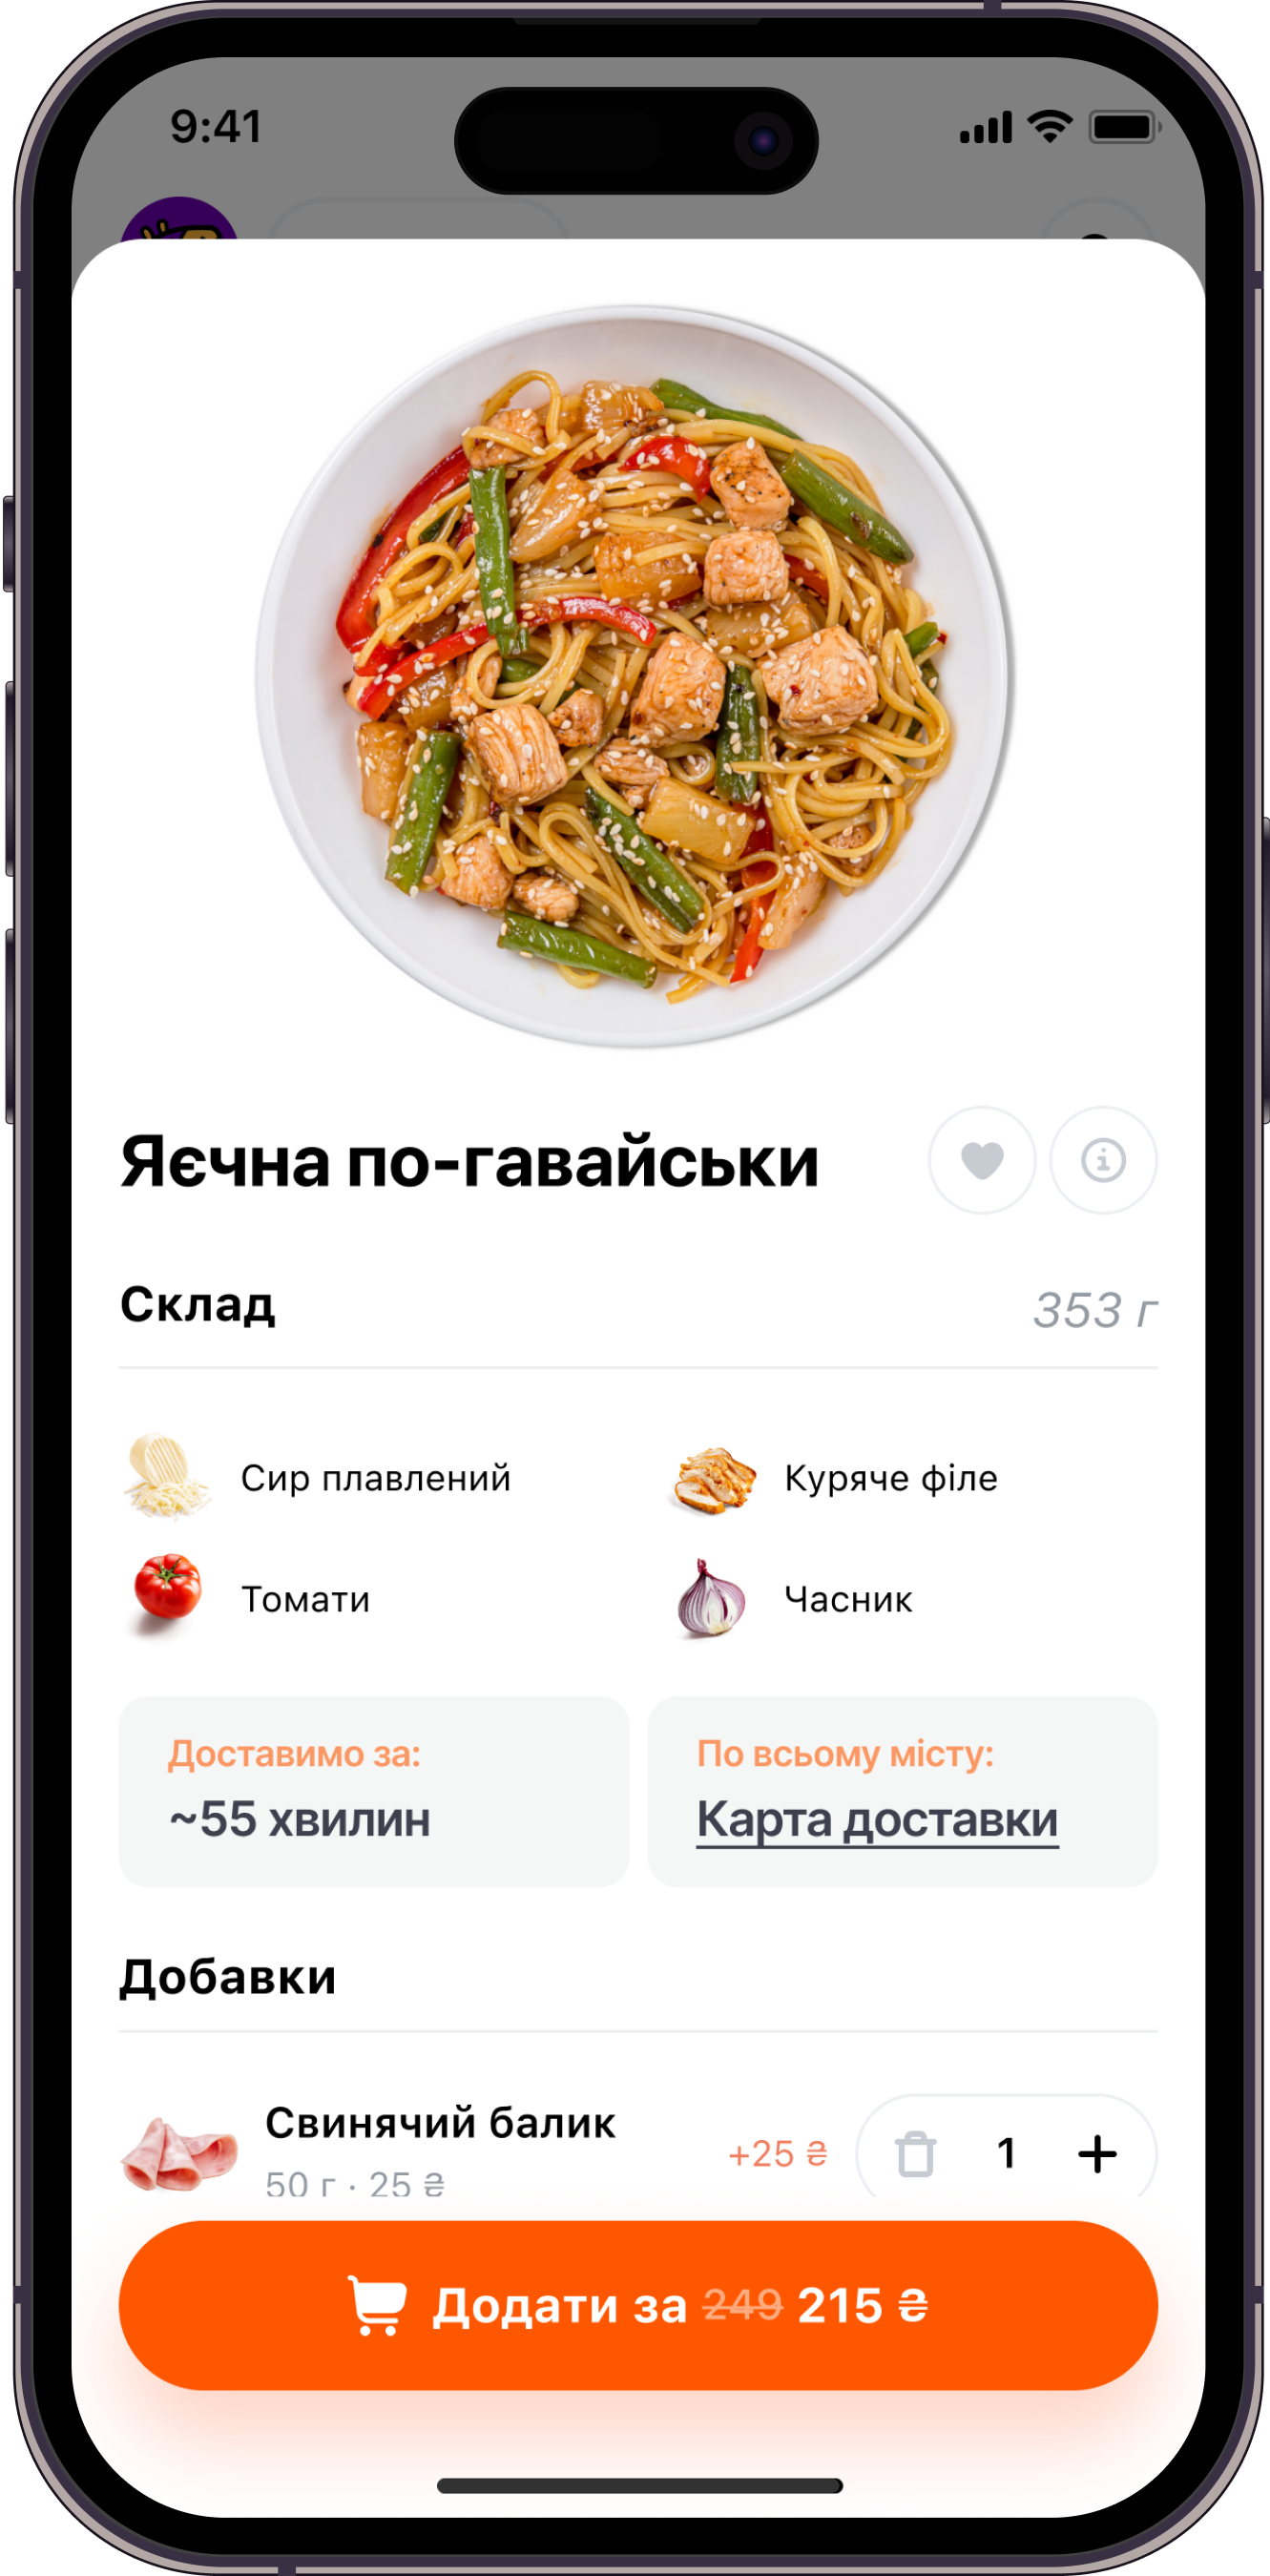 9:41
Яєчна по-гавайськи
Склад
353 г
Сир плавлений
Куряче філе
Томати
Часник
Доставимо за:
~55 хвилин
По всьому місту:
Карта доставки
Добавки
Свинячий балик
50 г · 25 ₴
+25 ₴
1
Додати за 249 215 ₴